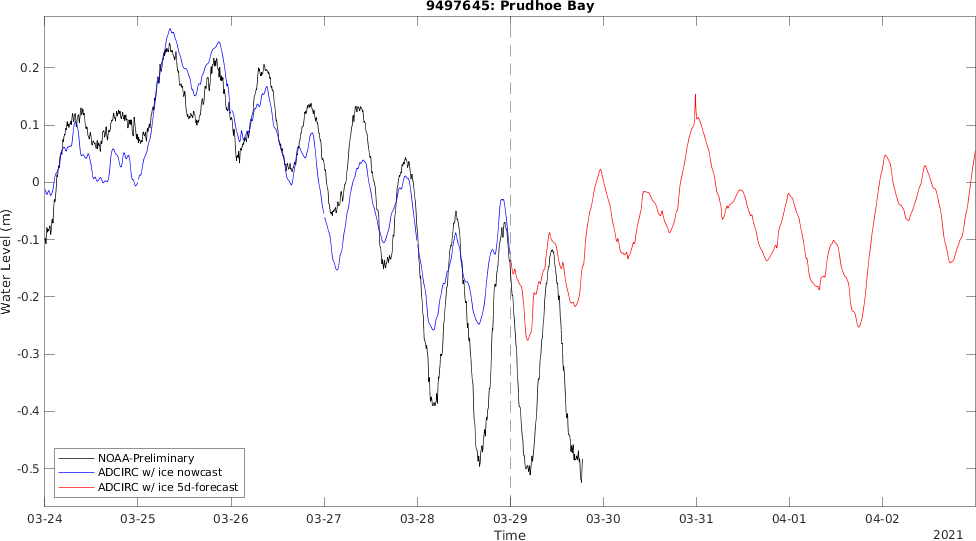 9497645: Prudhoe Bay
Water Level (m)
0.2
0.1
0
-0.1
-0.2
-0.3
-0.4
-0.5
NOAA-Preliminary
ADCIRC w/ ice nowcast
ADCIRC w/ ice 5d-forecast
03-24 03-25 03-26 03-27 03-28 03-29 03-30 03-31 04-01 04-02
Time
2021